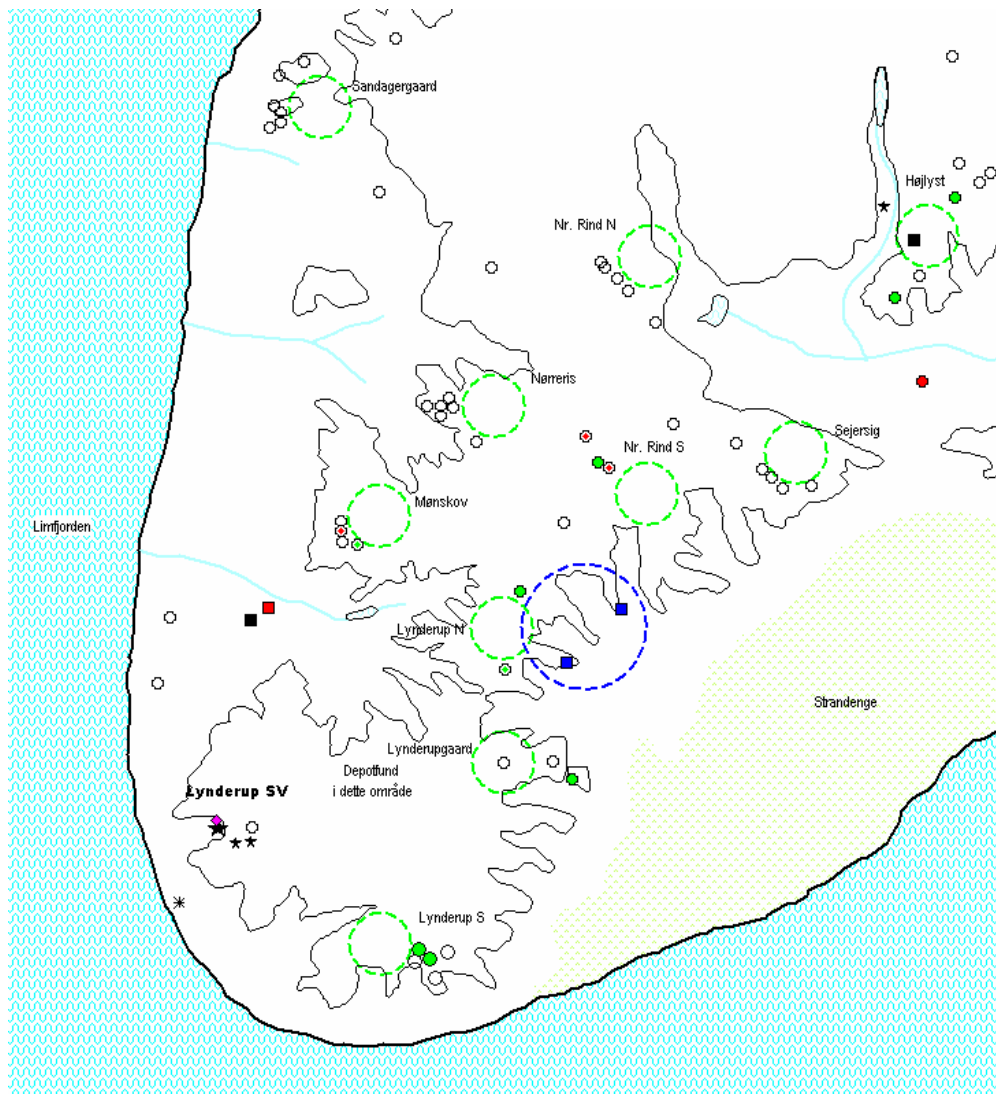 Sandagergaard
Højlyst
Nr. Rind N
Nørreris
Sejersig
Nr. Rind S
Mønskov
Limfjorden
Lynderup N
Strandenge
Lynderupgaard
Depotfund
i dette område
Lynderup SV
Lynderup S